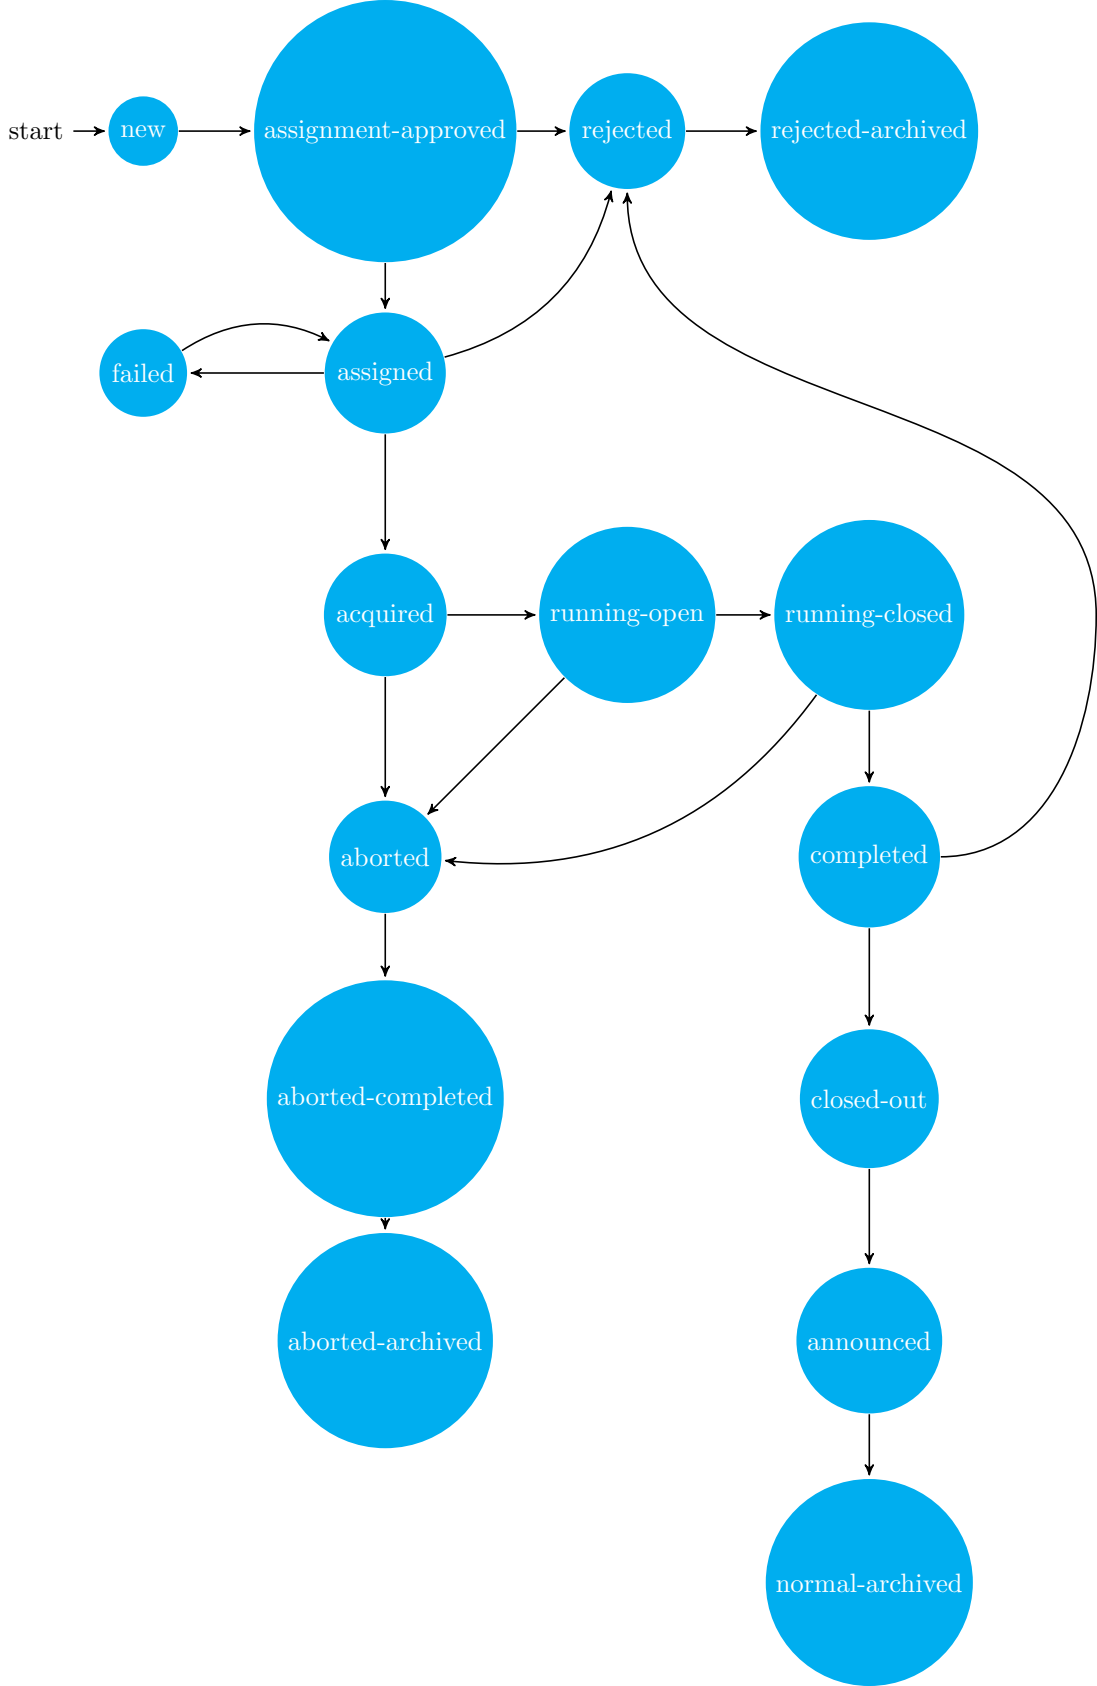 start
new
assignment-approved
rejected
rejected-archived
failed
assigned
acquired
running-open
running-closed
aborted
completed
aborted-completed
closed-out
aborted-archived
announced
normal-archived